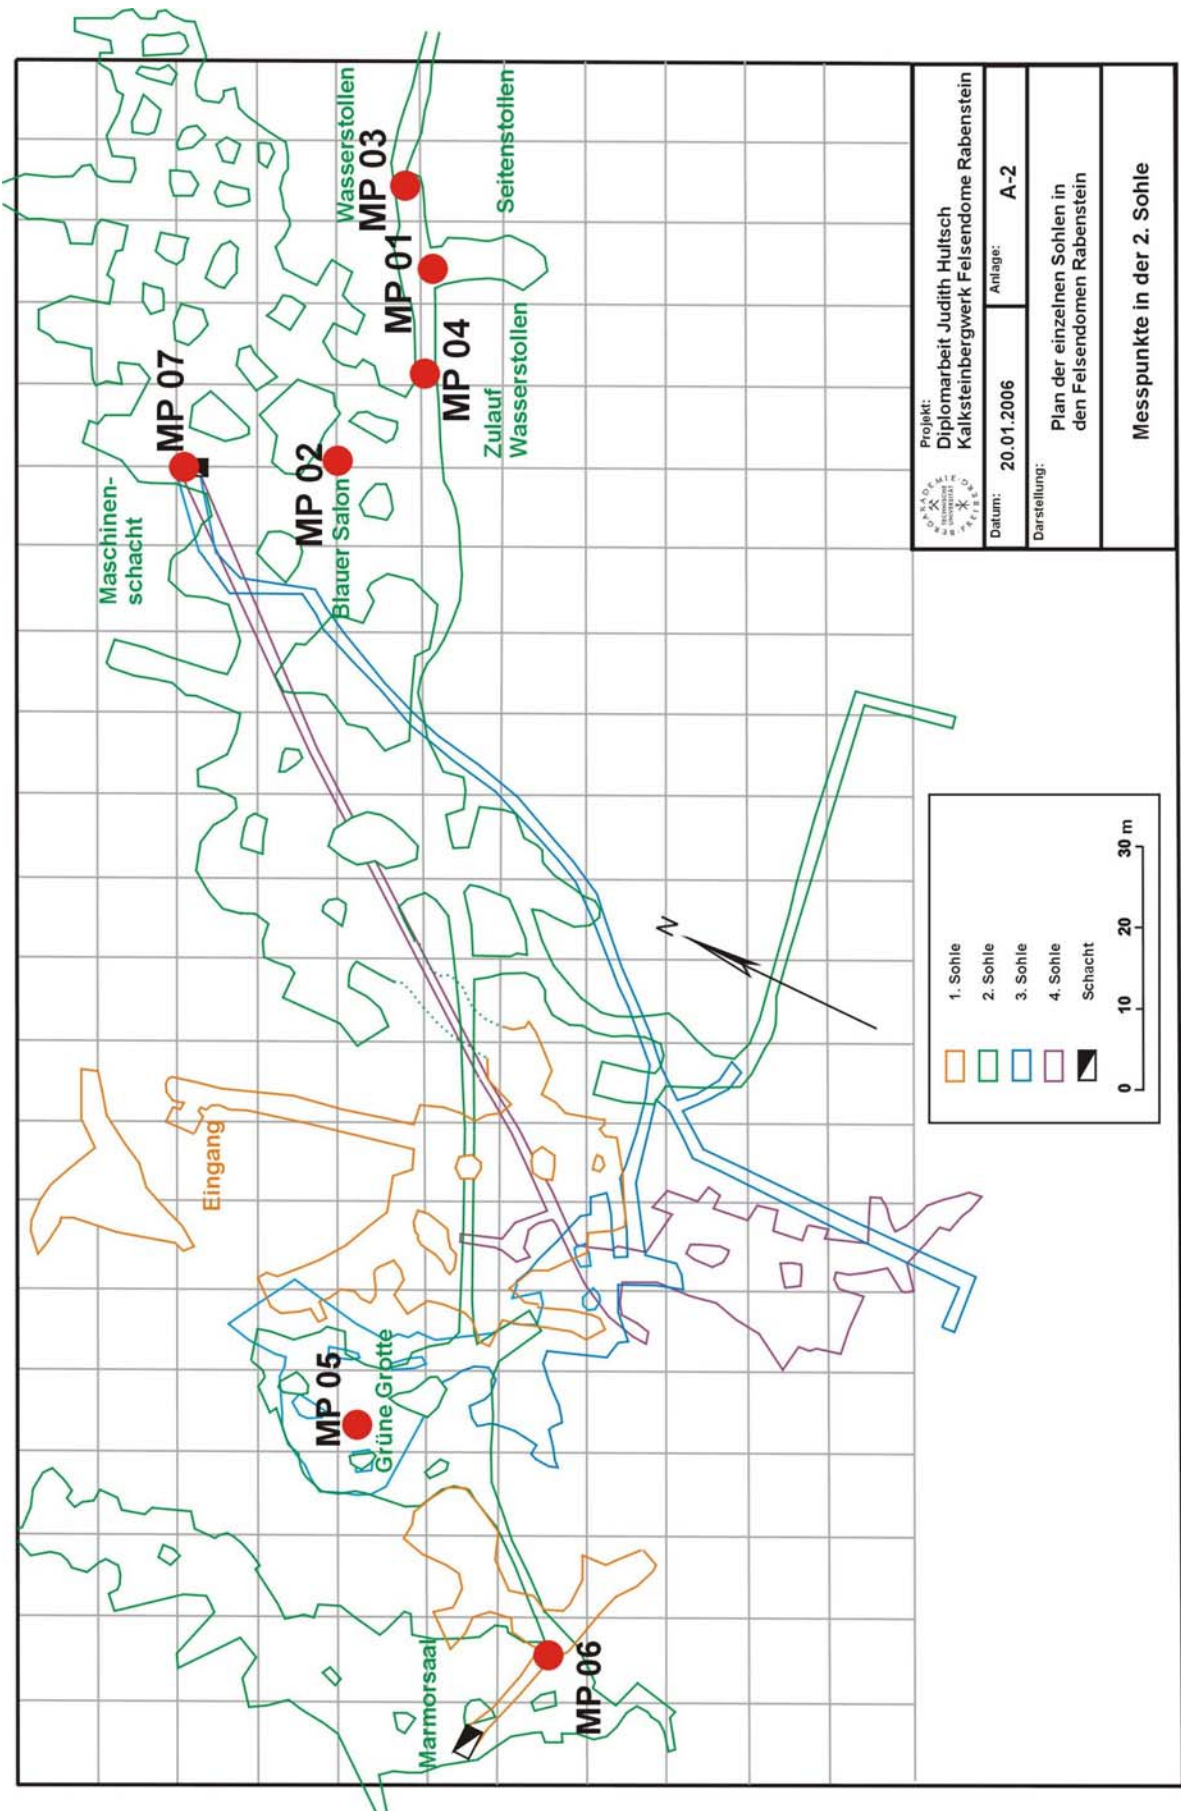 Maschinen-
schacht
MP 07
Wasserstollen
MP 03
MP 01
Seitenstollen
MP 04
Zulauf
Wasserstollen
MP 02
Blauer Salon
Eingang
MP 05
Grüne Grotte
Marmorsaal
MP 06
N
1. Sohle
2. Sohle
3. Sohle
4. Sohle
Schacht
0 10 20 30 m
Projekt:
Diplomarbeit Judith Hultsch
Kalksteinbergwerk Felsendome Rabenstein
TECHNISCHE
UNIVERSITÄT
Datum:
20.01.2006
Anlage:
A-2
Darstellung:
Plan der einzelnen Sohlen in
den Felsendomen Rabenstein
Messpunkte in der 2. Sohle